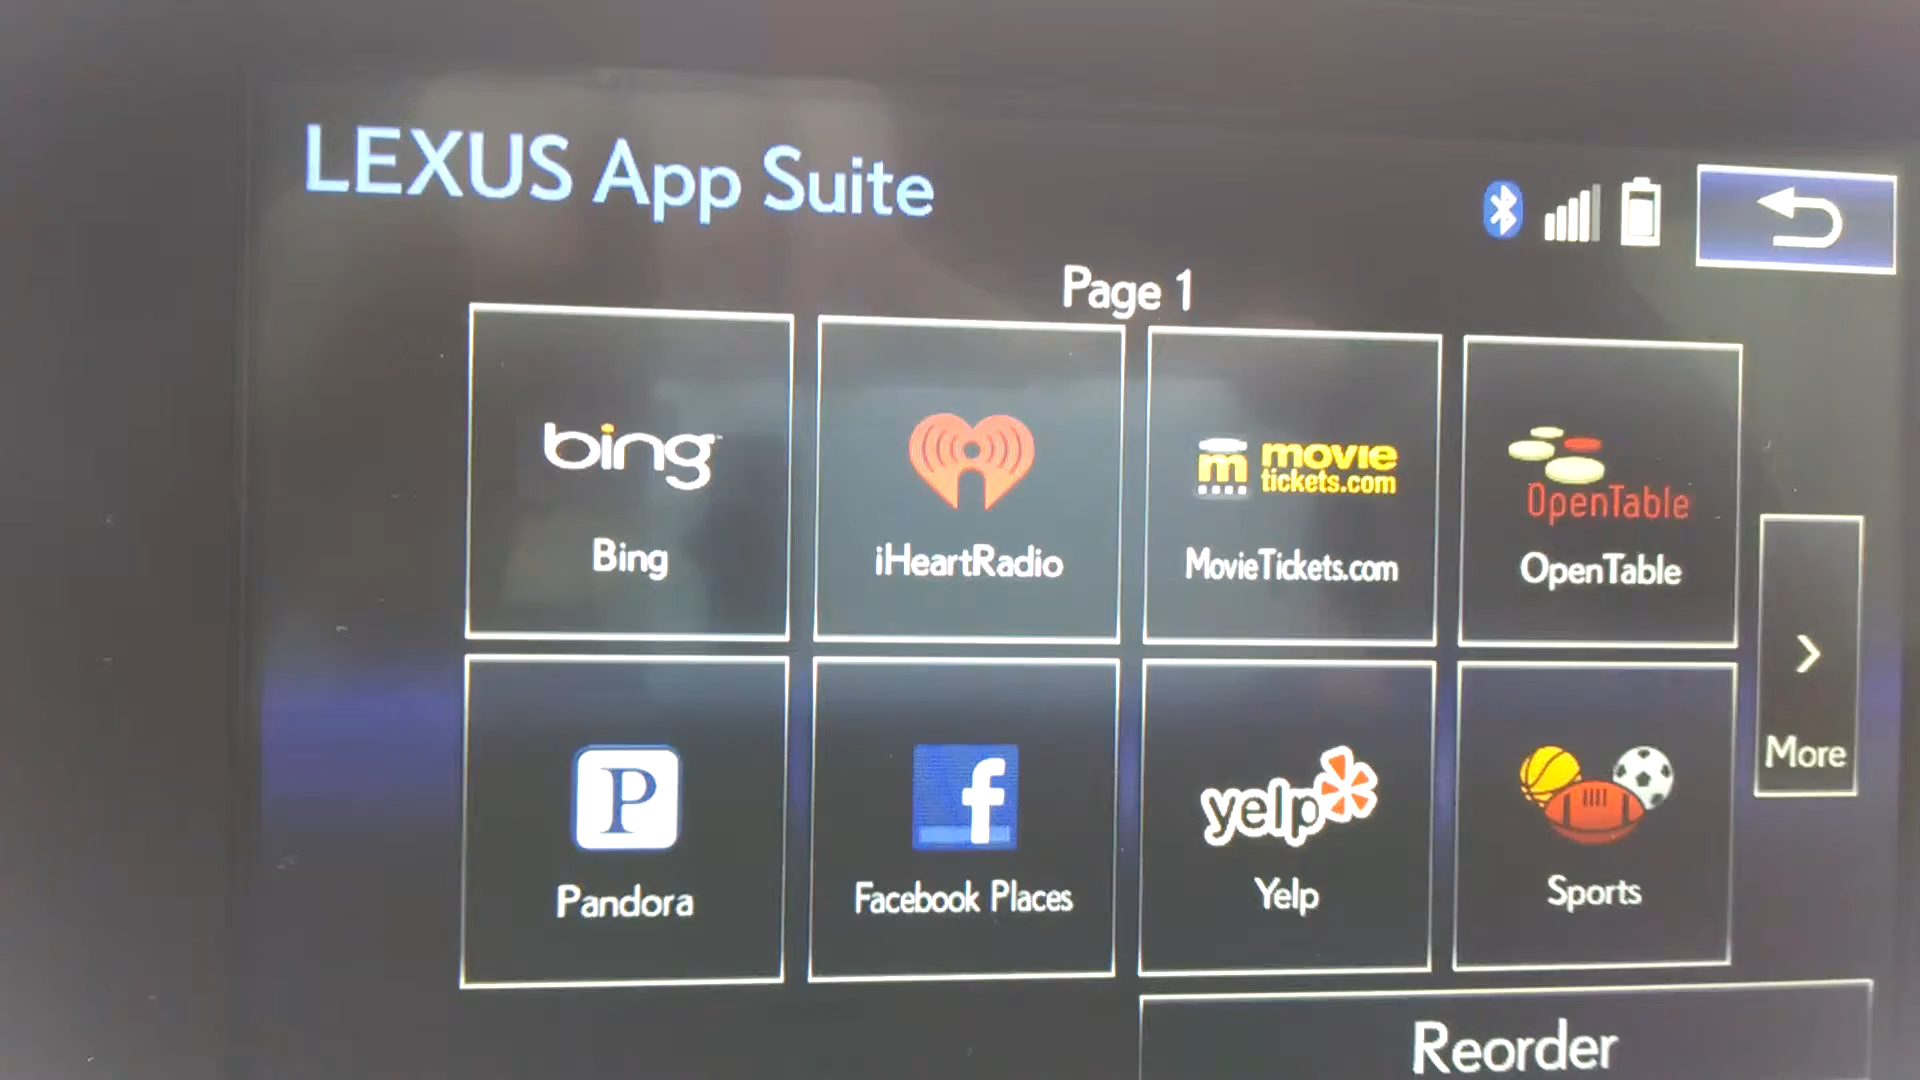 LEXUS App Suite
Page 1
bing
Bing
iHeartRadio
m movie
tickets.com
MovieTickets.com
OpenTable
OpenTable
P
Pandora
f
Facebook Places
yelp
Yelp
Sports
More
Reorder